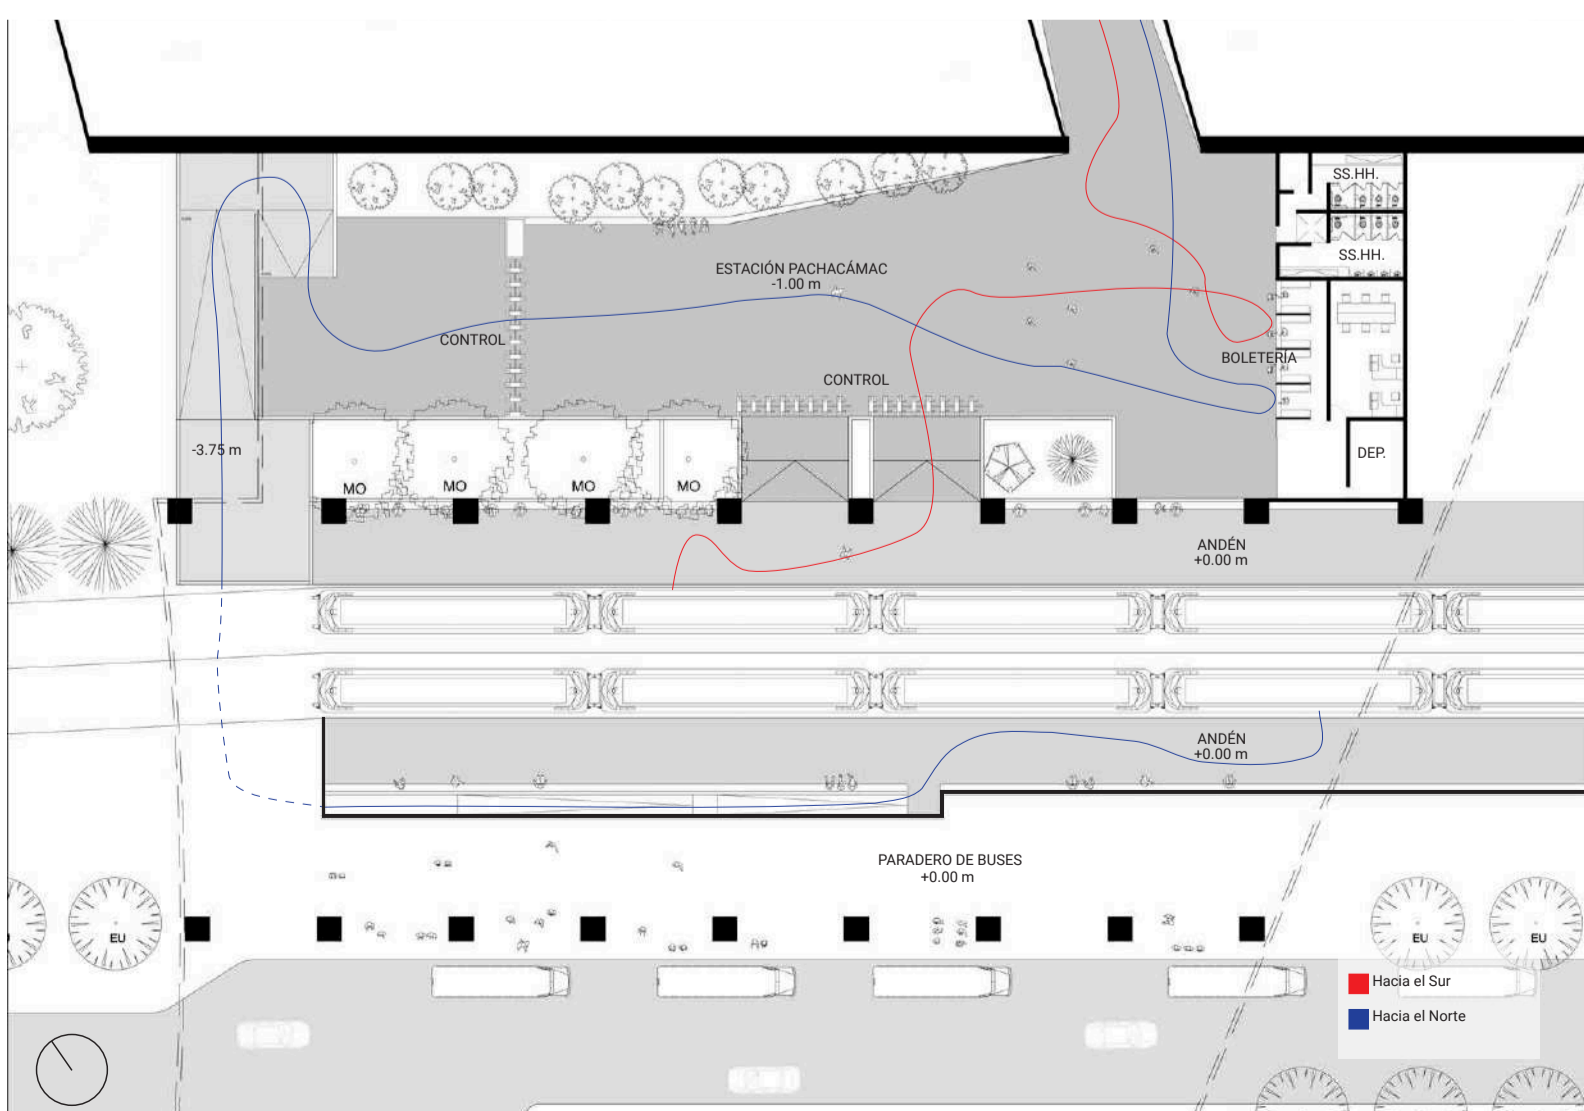 SS.HH.
SS.HH.
ESTACIÓN PACHACÁMAC
-1.00 m
CONTROL
BOLETERÍA
CONTROL
-3.75 m
DEP.
MO
MO
MO
MO
ANDÉN
+0.00 m
ANDÉN
+0.00 m
PARADERO DE BUSES
+0.00 m
EU
EU
EU
Hacia el Sur
Hacia el Norte